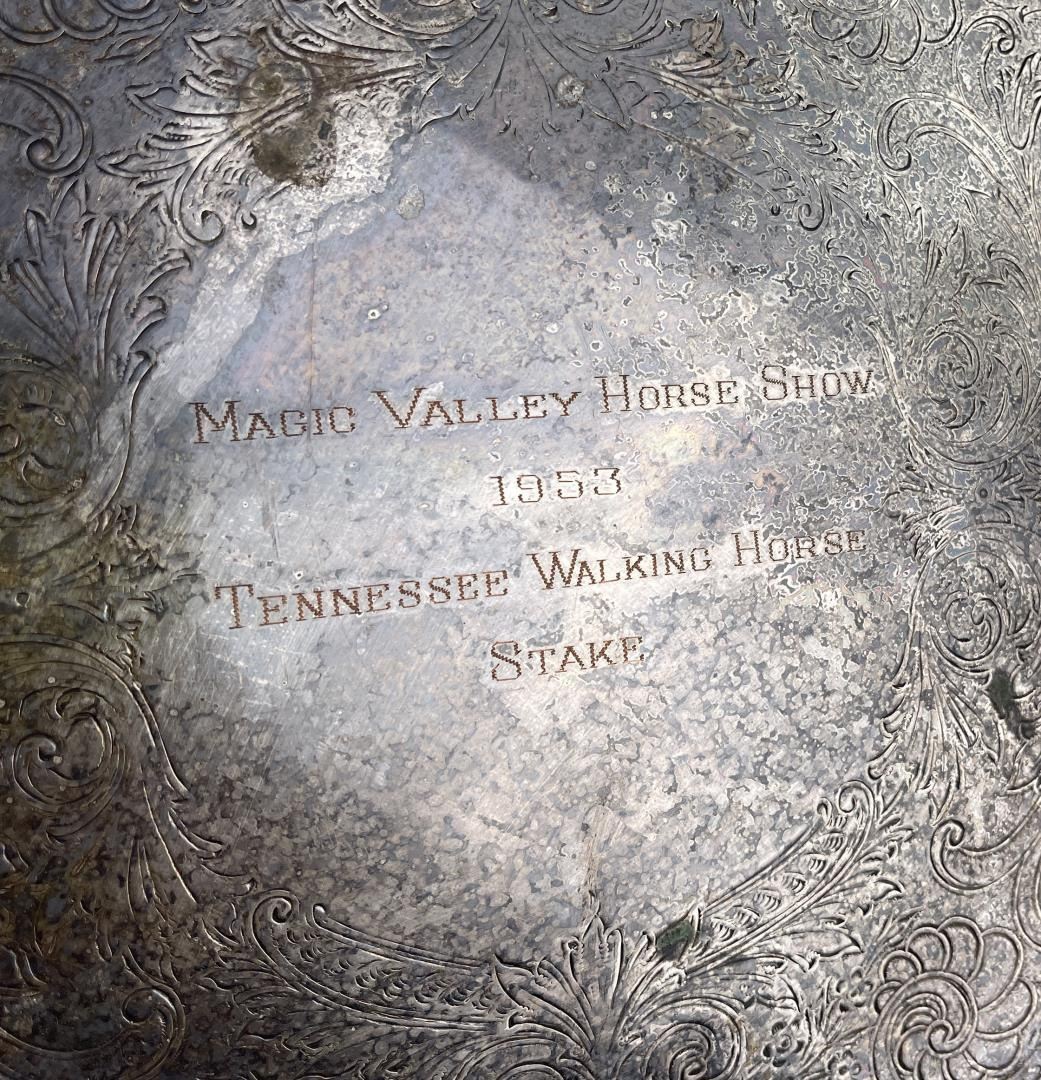 Magic Valley Horse Show
1953
Tennessee Walking Horse
Stake